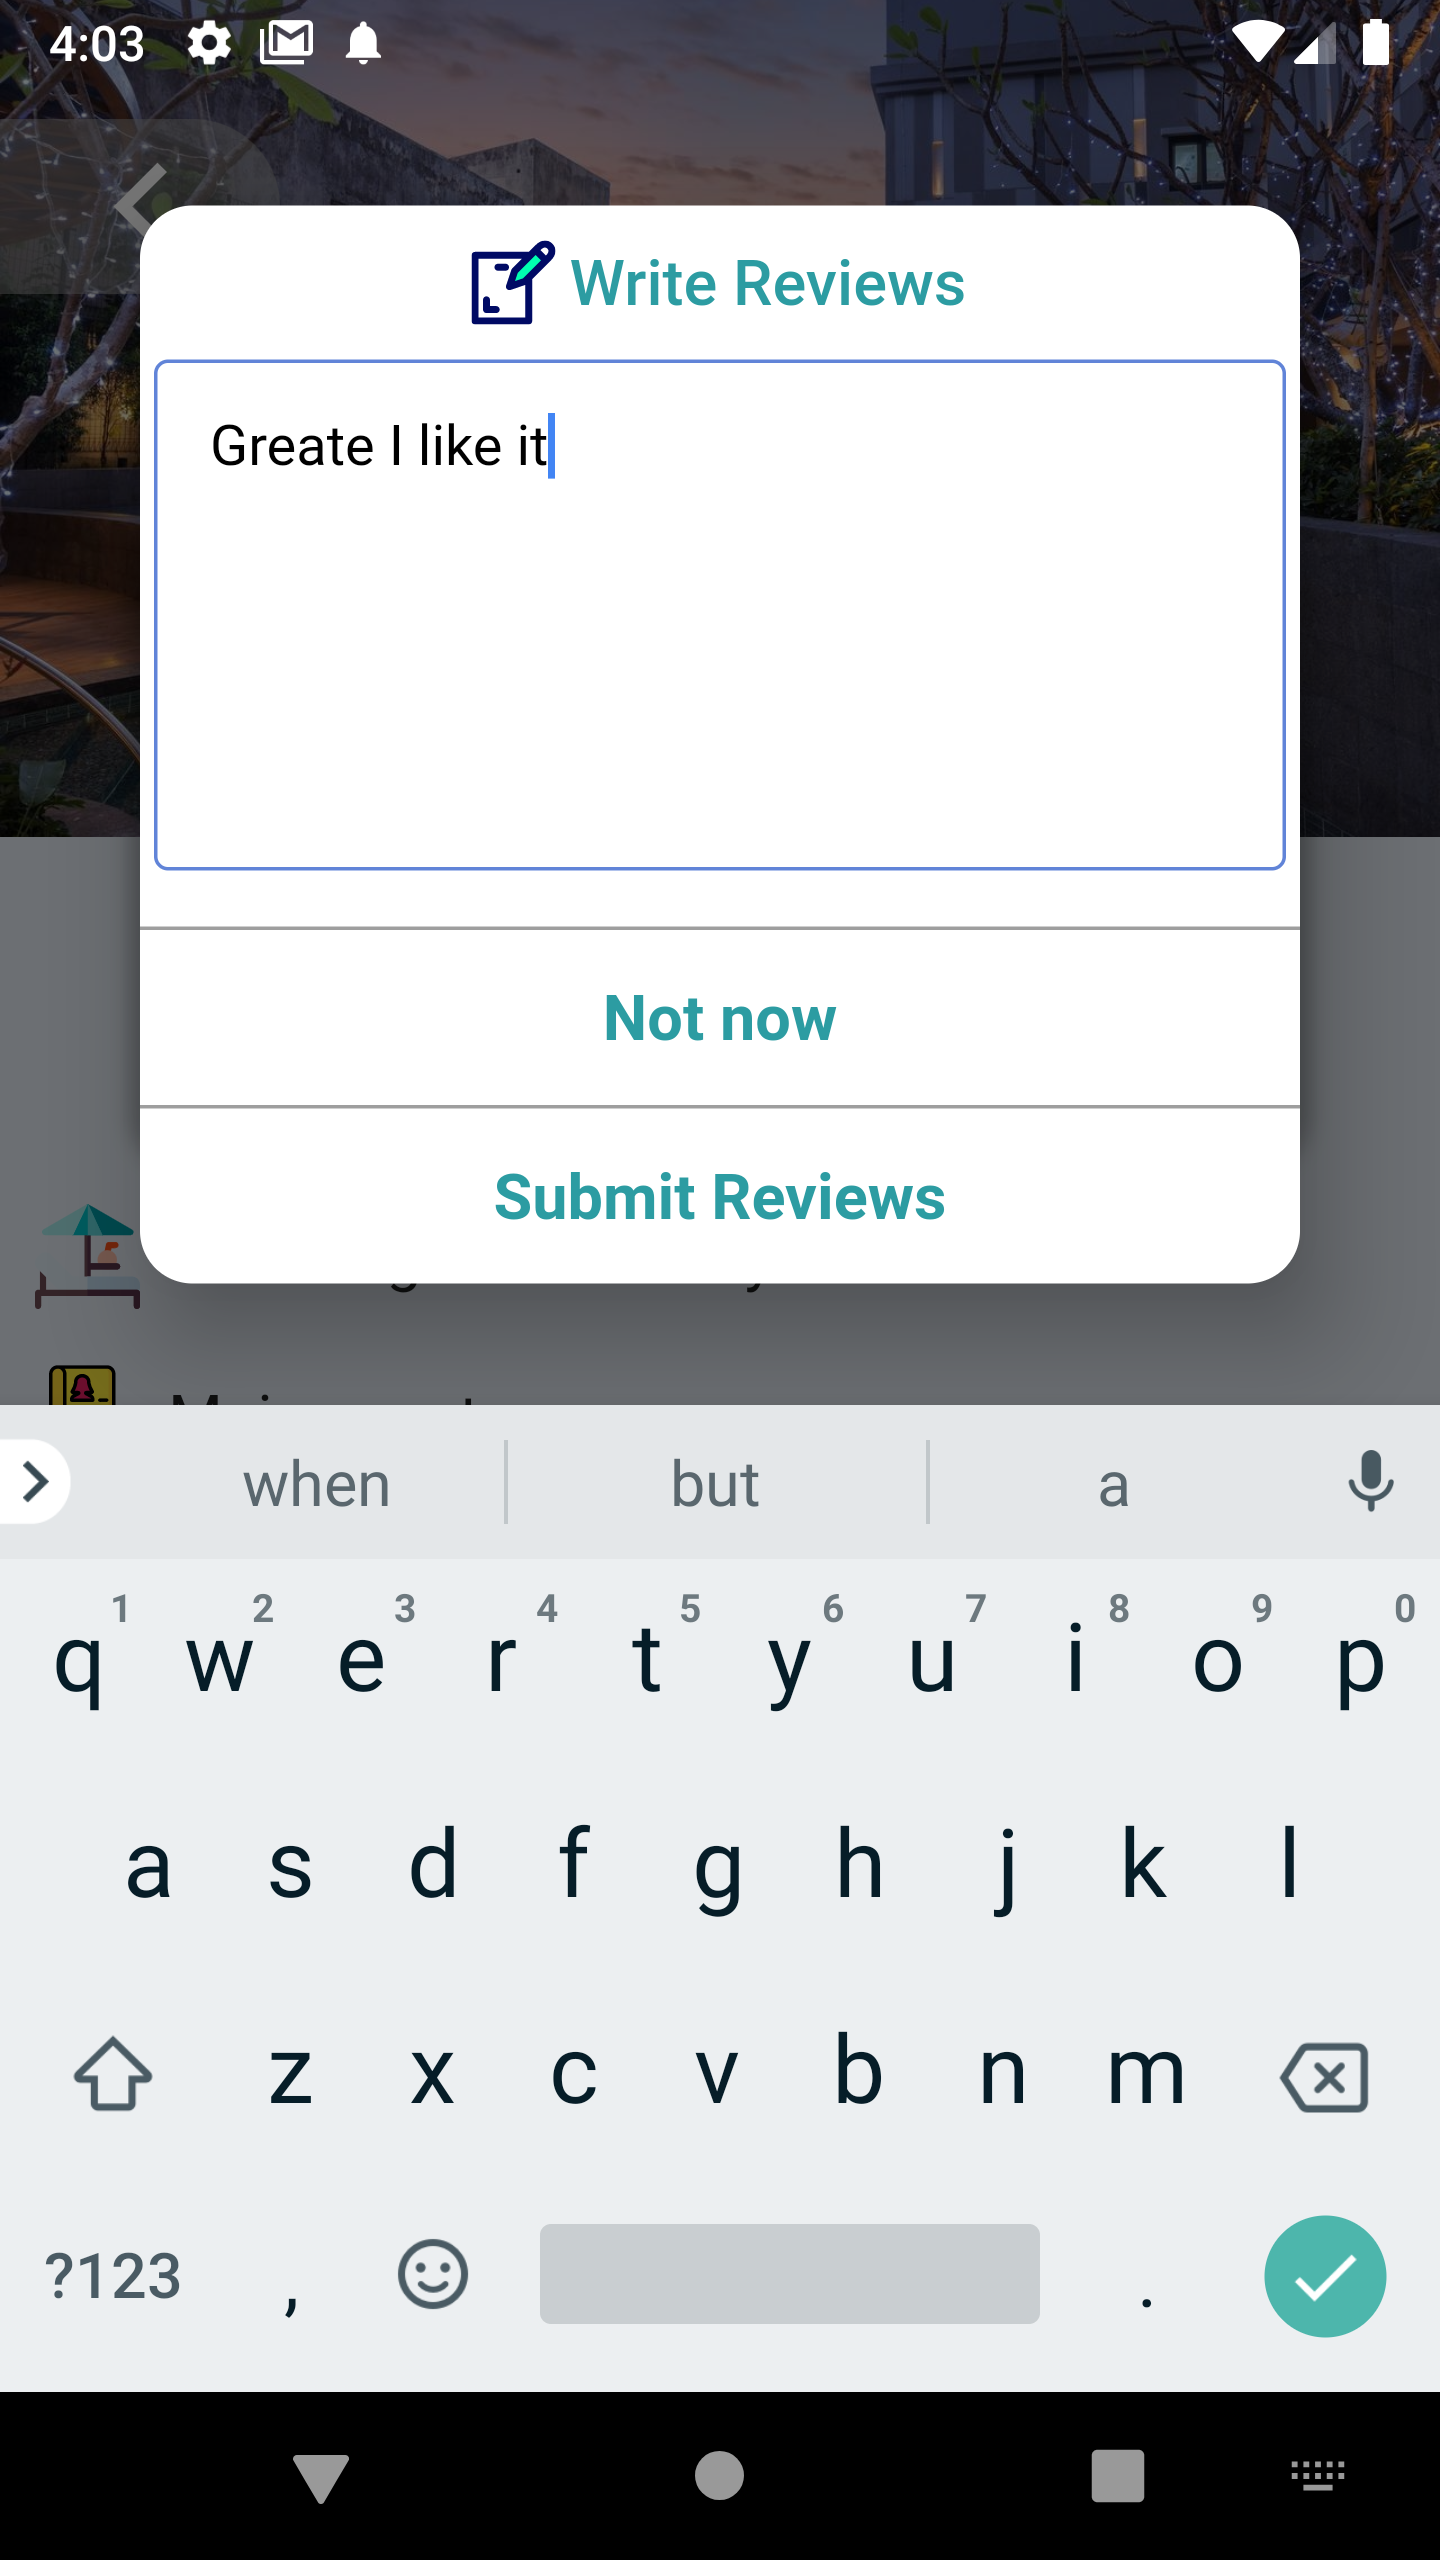 4:03
Write Reviews
Greate I like it
Not now
Submit Reviews
when but a
1 2 3 4 5 6 7 8 9 0
q w e r t y u i o p
a s d f g h j k l
z x c v b n m
?123 , .